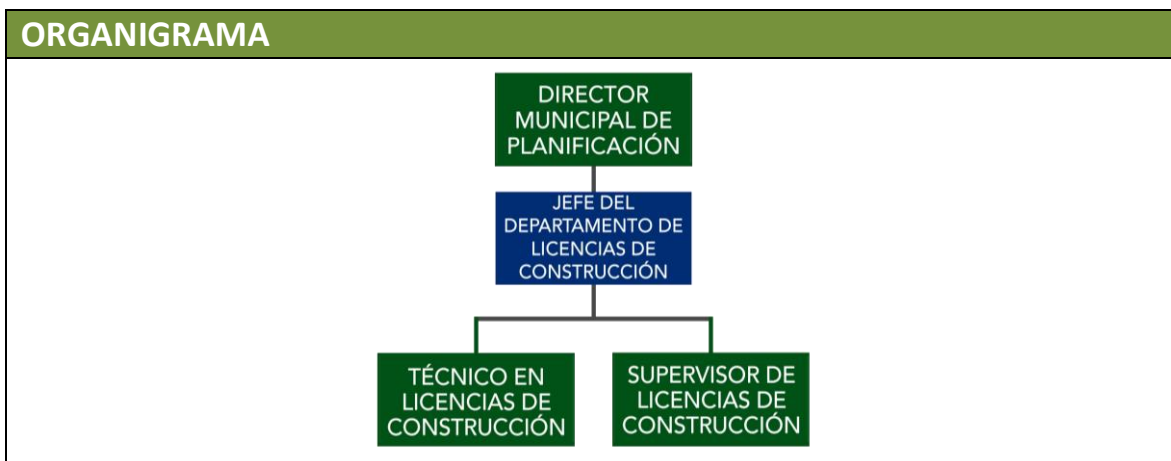 ORGANIGRAMA
DIRECTOR
MUNICIPAL DE
PLANIFICACIÓN
JEFE DEL
DEPARTAMENTO DE
LICENCIAS DE
CONSTRUCCIÓN
TÉCNICO EN
LICENCIAS DE
CONSTRUCCIÓN
SUPERVISOR DE
LICENCIAS DE
CONSTRUCCIÓN